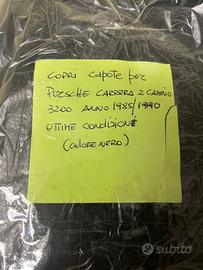 COPRI CAPOTE per
PORSCHE CARRERA 2 CABRIO
3200 ANNO 1985/1990
OTTIME CONDIZIONI
(COLORE NERO)
subito